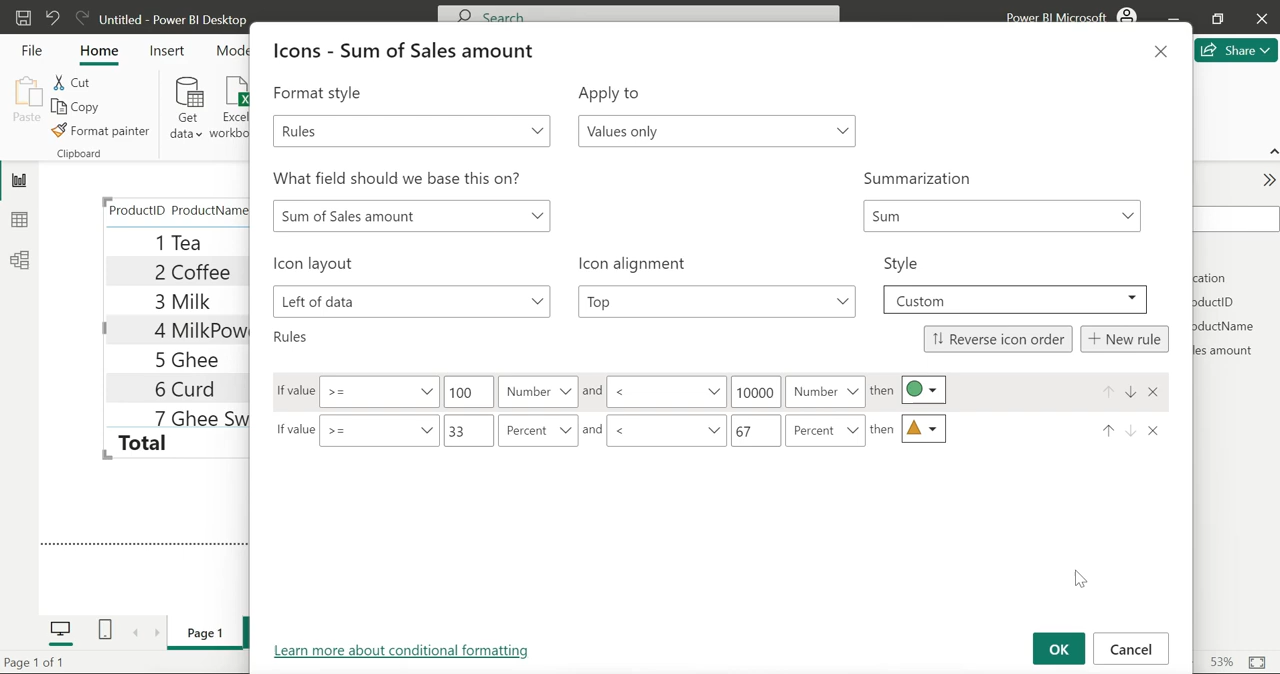 Untitled - Power BI Desktop
Search
Power BI Microsoft
File Home Insert Mode
Share
Paste
Cut
Copy
Format painter
Clipboard
Get data
Excel workbo
ProductID ProductName
1 Tea
2 Coffee
3 Milk
4 MilkPow
5 Ghee
6 Curd
7 Ghee Sw
Total
Icons - Sum of Sales amount
Format style
Apply to
Rules
Values only
What field should we base this on?
Summarization
Sum of Sales amount
Sum
Icon layout
Icon alignment
Style
Left of data
Top
Custom
Rules
Reverse icon order
New rule
If value >= 100 Number and < 10000 Number then
If value >= 33 Percent and < 67 Percent then
Learn more about conditional formatting
OK
Cancel
cation
oductID
oductName
les amount
Page 1
Page 1 of 1
53%